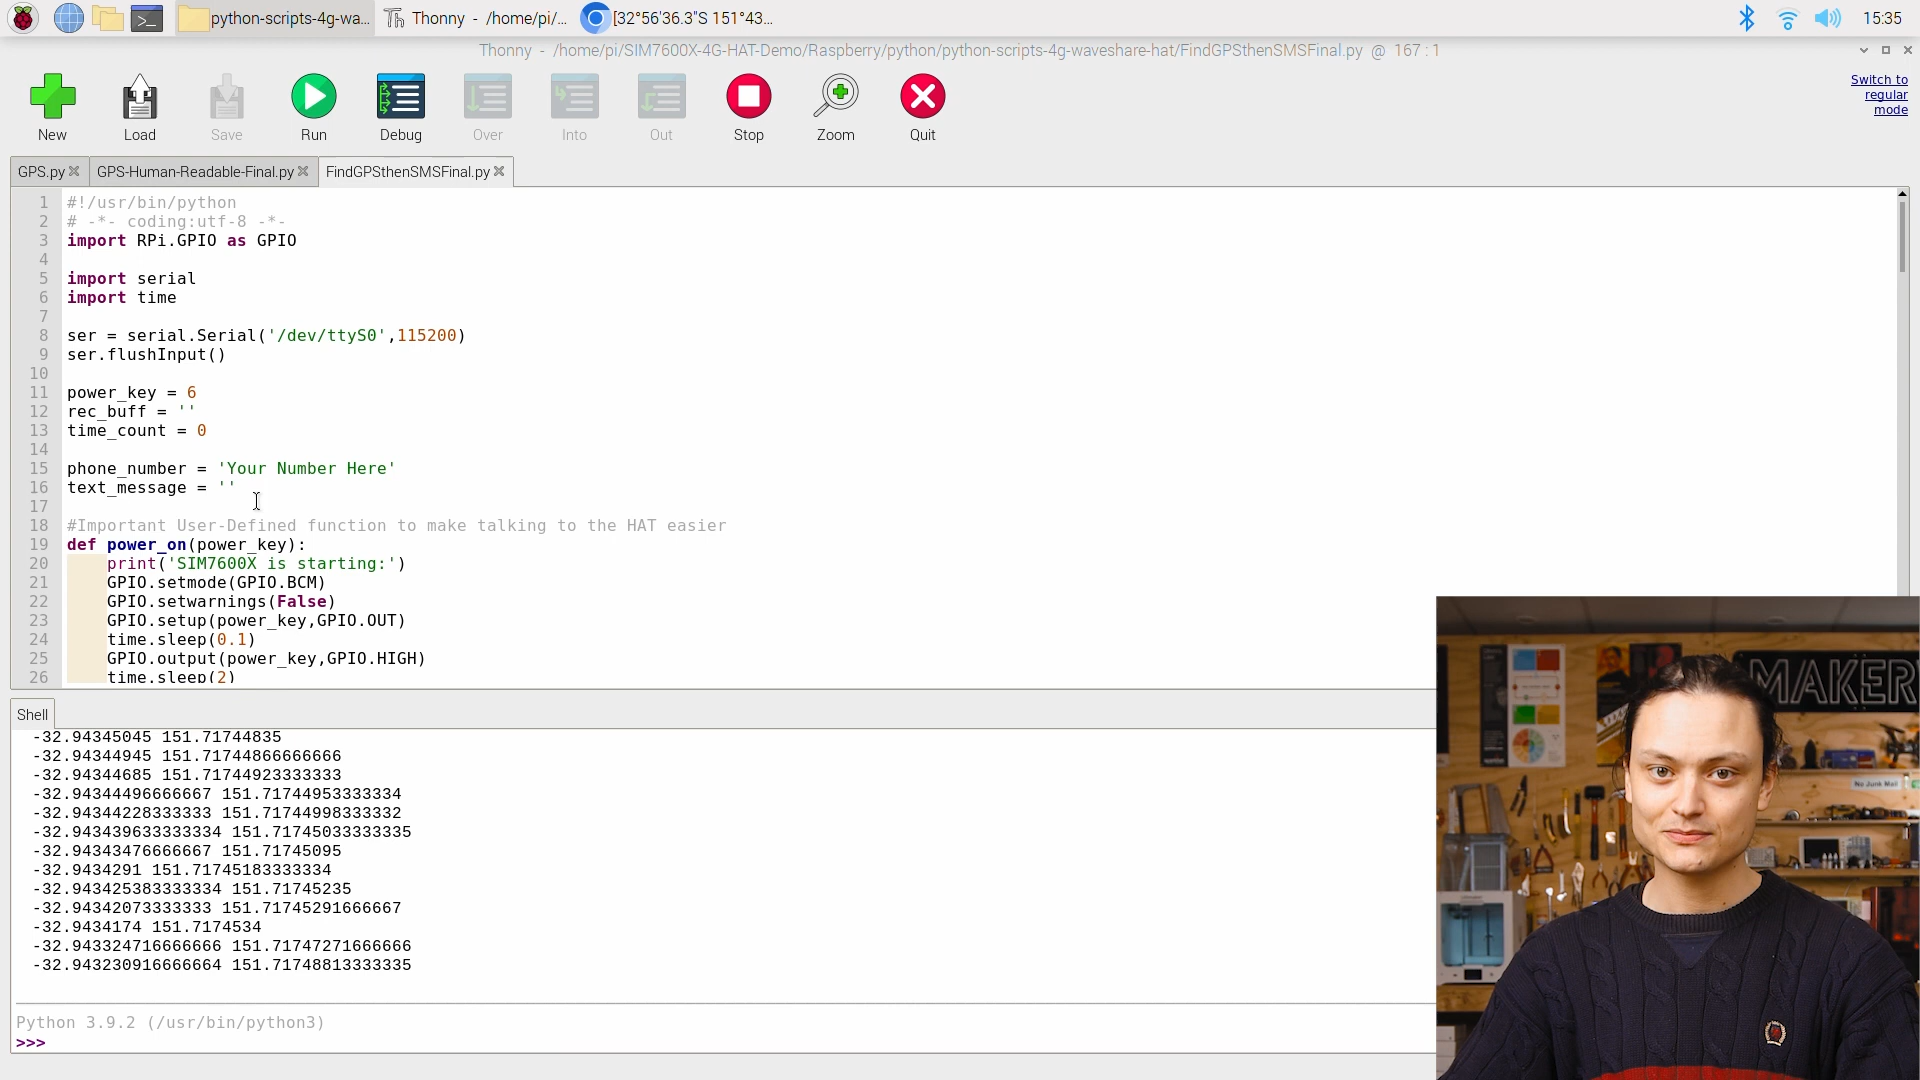 python-scripts-4g-wa...
Thonny - /home/pi/...
[32°56'36.3"S 151°43...
15:35
Thonny - /home/pi/SIM7600X-4G-HAT-Demo/Raspberry/python/python-scripts-4g-waveshare-hat/FindGPSthenSMSFinal.py @ 167 : 1
New
Load
Save
Run
Debug
Over
Into
Out
Stop
Zoom
Quit
Switch to
regular
mode
GPS.py
GPS-Human-Readable-Final.py
FindGPSthenSMSFinal.py
1 #!/usr/bin/python
2 # -*- coding:utf-8 -*-
3 import RPi.GPIO as GPIO
4
5 import serial
6 import time
7
8 ser = serial.Serial('/dev/ttyS0',115200)
9 ser.flushInput()
10
11 power_key = 6
12 rec_buff = ''
13 time_count = 0
14
15 phone_number = 'Your Number Here'
16 text_message = ''
17
18 #Important User-Defined function to make talking to the HAT easier
19 def power_on(power_key):
20 print('SIM7600X is starting:')
21 GPIO.setmode(GPIO.BCM)
22 GPIO.setwarnings(False)
23 GPIO.setup(power_key,GPIO.OUT)
24 time.sleep(0.1)
25 GPIO.output(power_key,GPIO.HIGH)
26 time.sleep(2)
Shell
-32.94345045 151.71744835
-32.94344945 151.71744866666666
-32.94344685 151.71744923333333
-32.94344496666667 151.71744953333334
-32.94344228333333 151.71744998333332
-32.943439633333334 151.71745033333335
-32.94343476666667 151.71745095
-32.9434291 151.71745183333334
-32.943425383333334 151.71745235
-32.94342073333333 151.71745291666667
-32.9434174 151.7174534
-32.9433247166666666 151.71747271666666
-32.943230916666664 151.71748813333335
Python 3.9.2 (/usr/bin/python3)
>>>
MAKER
No Junk Mail